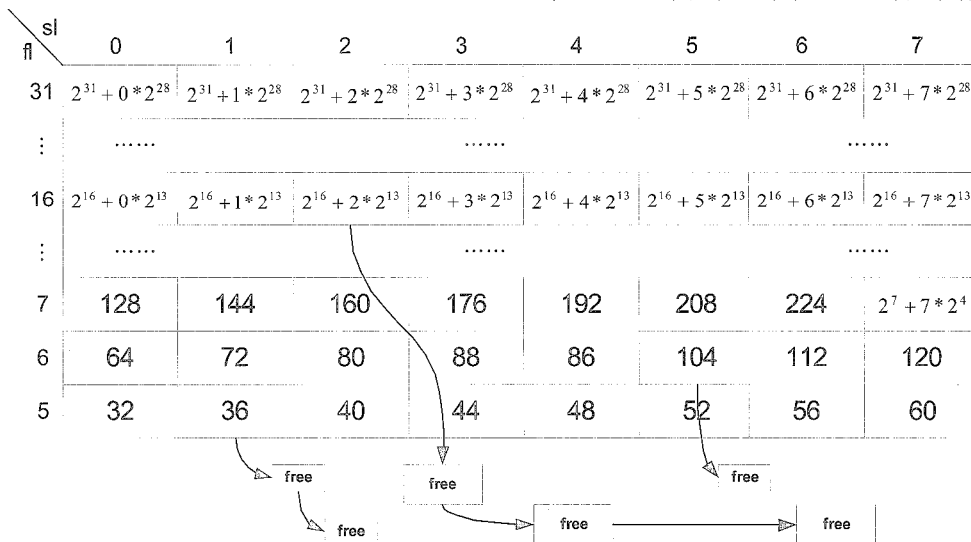 sl
fl 0 1 2 3 4 5 6 7
31 2^31 + 0 * 2^28 2^31 + 1 * 2^28 2^31 + 2 * 2^28 2^31 + 3 * 2^28 2^31 + 4 * 2^28 2^31 + 5 * 2^28 2^31 + 6 * 2^28 2^31 + 7 * 2^28
⋮ ...... ...... ......
16 2^16 + 0 * 2^13 2^16 + 1 * 2^13 2^16 + 2 * 2^13 2^16 + 3 * 2^13 2^16 + 4 * 2^13 2^16 + 5 * 2^13 2^16 + 6 * 2^13 2^16 + 7 * 2^13
⋮ ...... ...... ......
7 128 144 160 176 192 208 224 2^7 + 7 * 2^4
6 64 72 80 88 86 104 112 120
5 32 36 40 44 48 52 56 60
free free free
free free free